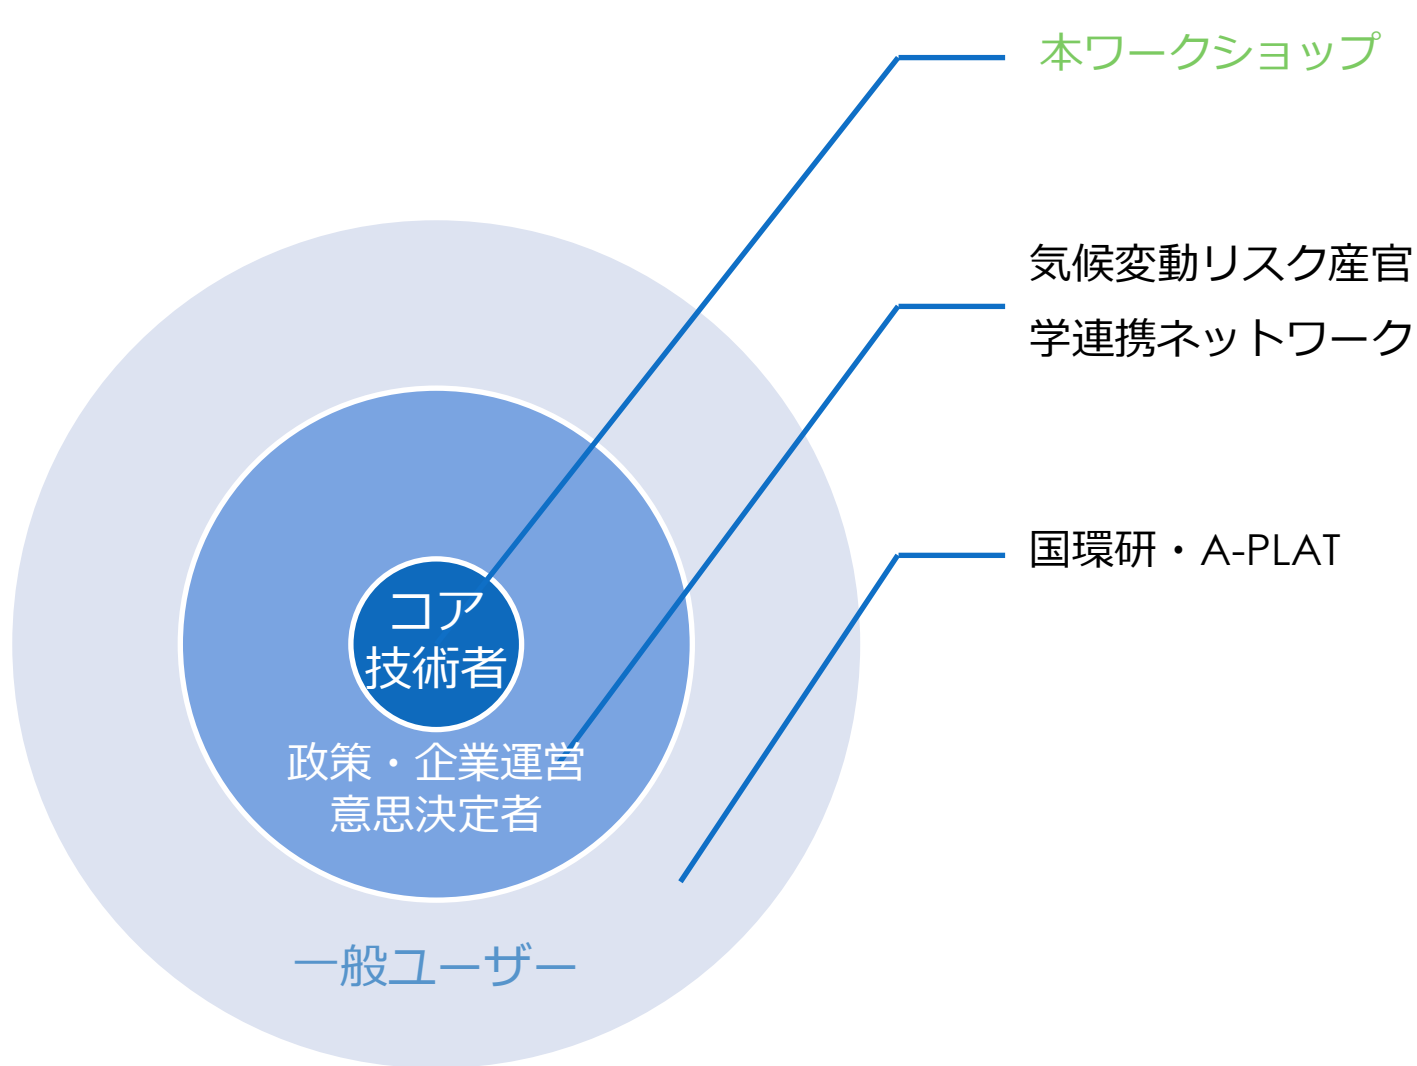 本ワークショップ
気候変動リスク産官
学連携ネットワーク
国環研・A-PLAT
コア
技術者
政策・企業運営
意思決定者
一般ユーザー